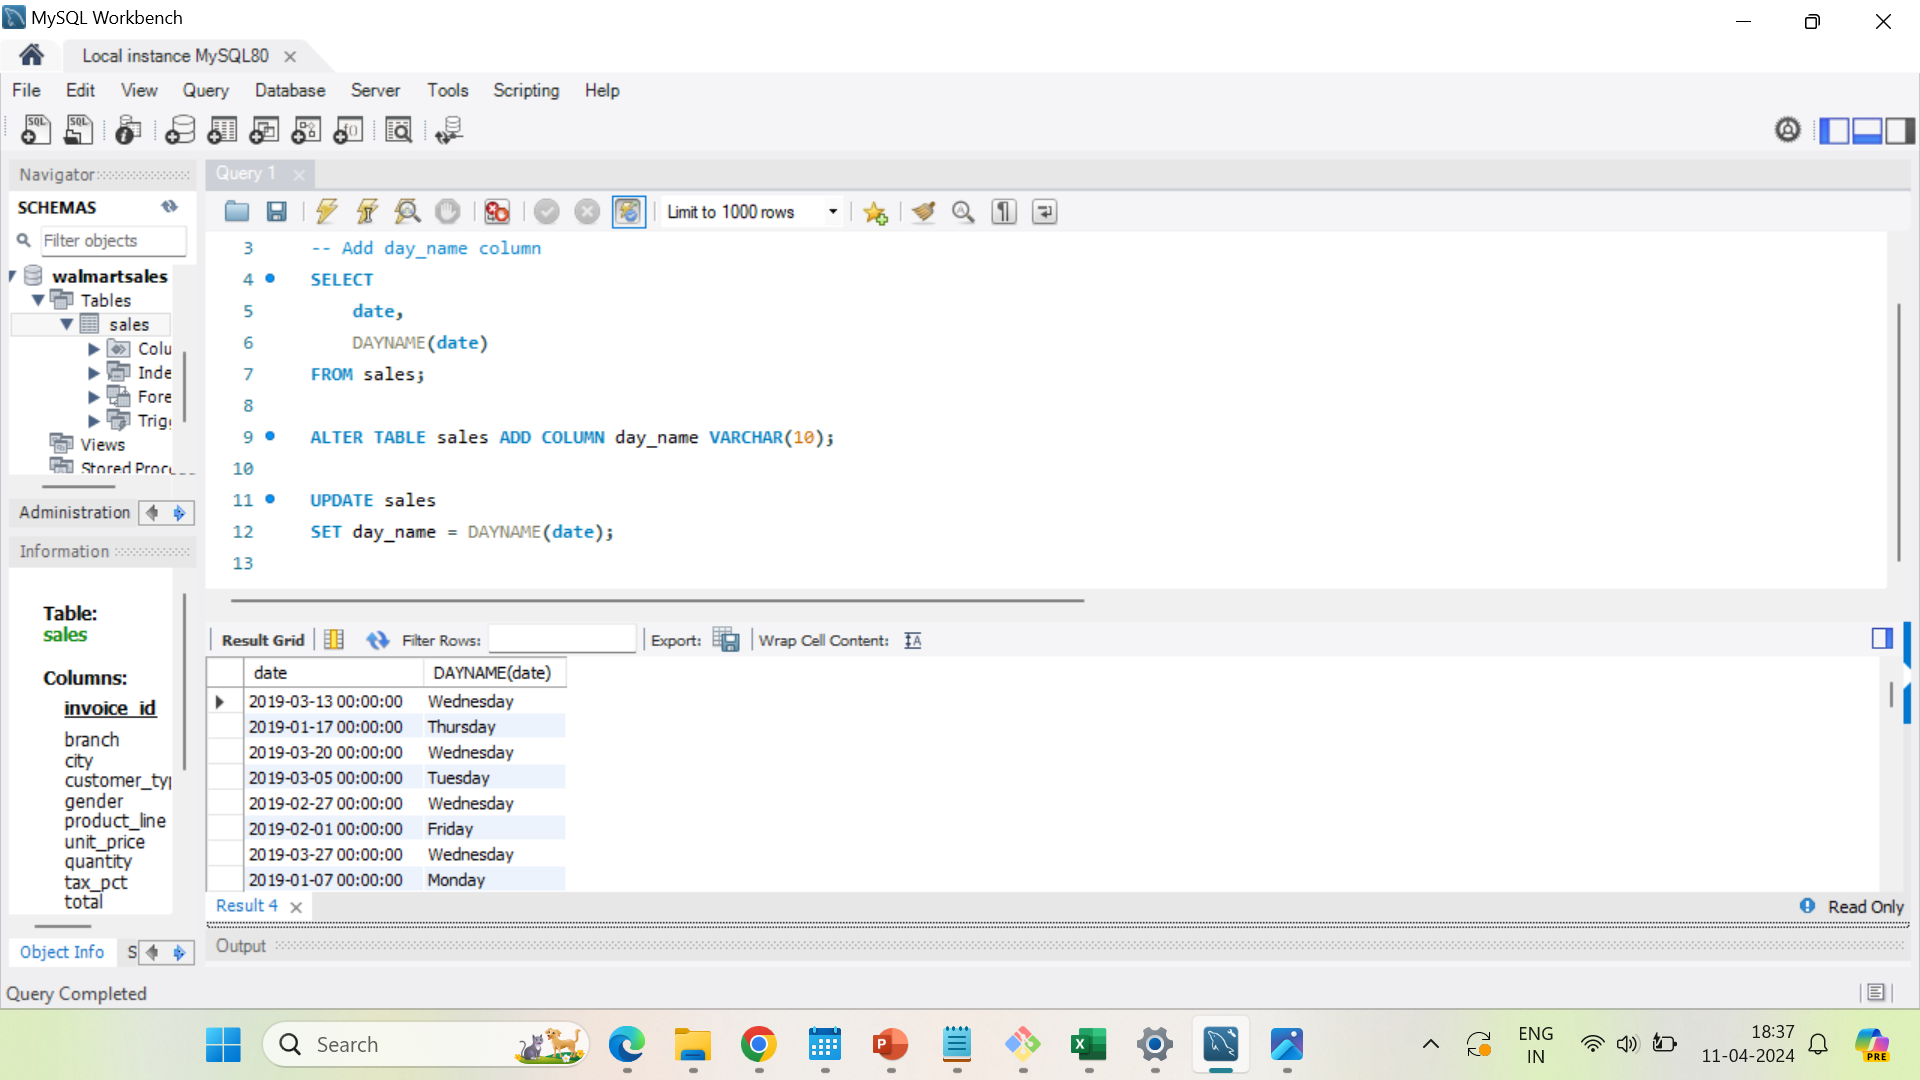 MySQL Workbench
Local instance MySQL80
File Edit View Query Database Server Tools Scripting Help
Navigator
Query 1
SCHEMAS
Limit to 1000 rows
Filter objects
walmartsales
Tables
sales
Colu
Inde
Fore
Trig
Views
Stored Proc
Administration
Information
Table:
sales
Columns:
invoice_id
branch
city
customer_typ
gender
product_line
unit_price
quantity
tax_pct
total
Object Info S
3 -- Add day_name column
4 SELECT
5 date,
6 DAYNAME(date)
7 FROM sales;
8
9 ALTER TABLE sales ADD COLUMN day_name VARCHAR(10);
10
11 UPDATE sales
12 SET day_name = DAYNAME(date);
13
Result Grid Filter Rows: Export: Wrap Cell Content:
date DAYNAME(date)
2019-03-13 00:00:00 Wednesday
2019-01-17 00:00:00 Thursday
2019-03-20 00:00:00 Wednesday
2019-03-05 00:00:00 Tuesday
2019-02-27 00:00:00 Wednesday
2019-02-01 00:00:00 Friday
2019-03-27 00:00:00 Wednesday
2019-01-07 00:00:00 Monday
Result 4
Read Only
Output
Query Completed
Search
ENG
IN
18:37
11-04-2024
PRE